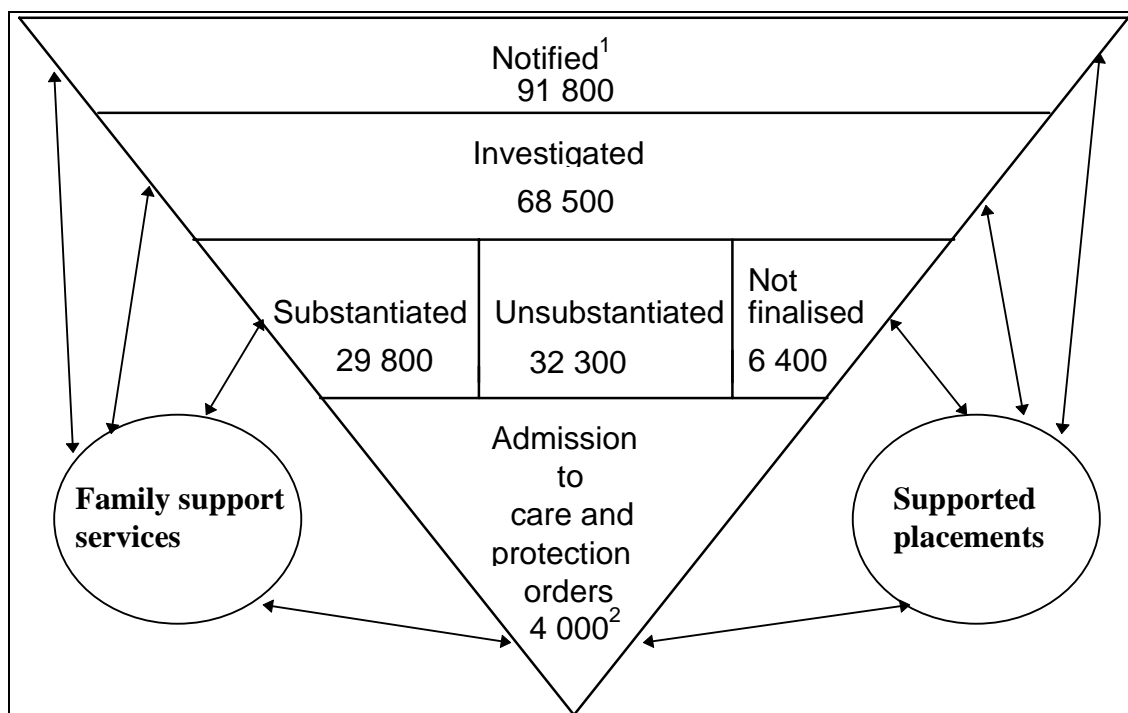 Notified1
91 800
Investigated
68 500
Substantiated
29 800
Unsubstantiated
32 300
Not
finalised
6 400
Admission
to
care and
protection
orders
4 0002
Family support
services
Supported
placements